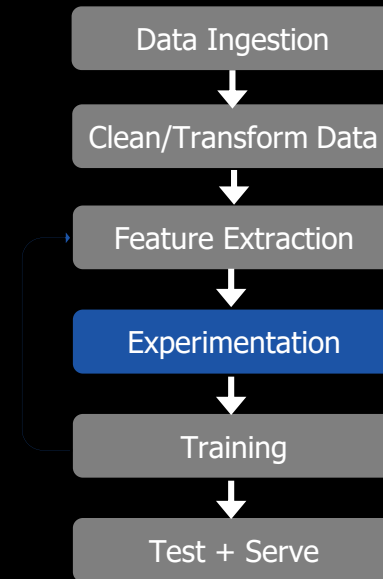 Data Ingestion
Clean/Transform Data
Feature Extraction
Experimentation
Training
Test + Serve